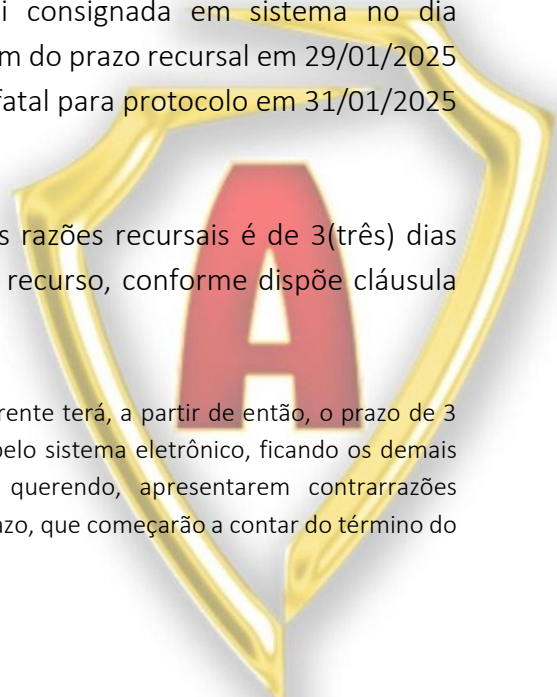 i consignada em sistema no dia
m do prazo recursal em 29/01/2025
fatal para protocolo em 31/01/2025
s razões recursais é de 3(três) dias
recurso, conforme dispõe cláusula
A
rente terá, a partir de então, o prazo de 3
pelo sistema eletrônico, ficando os demais
querendo, apresentarem contrarrazões
azo, que começarão a contar do término do